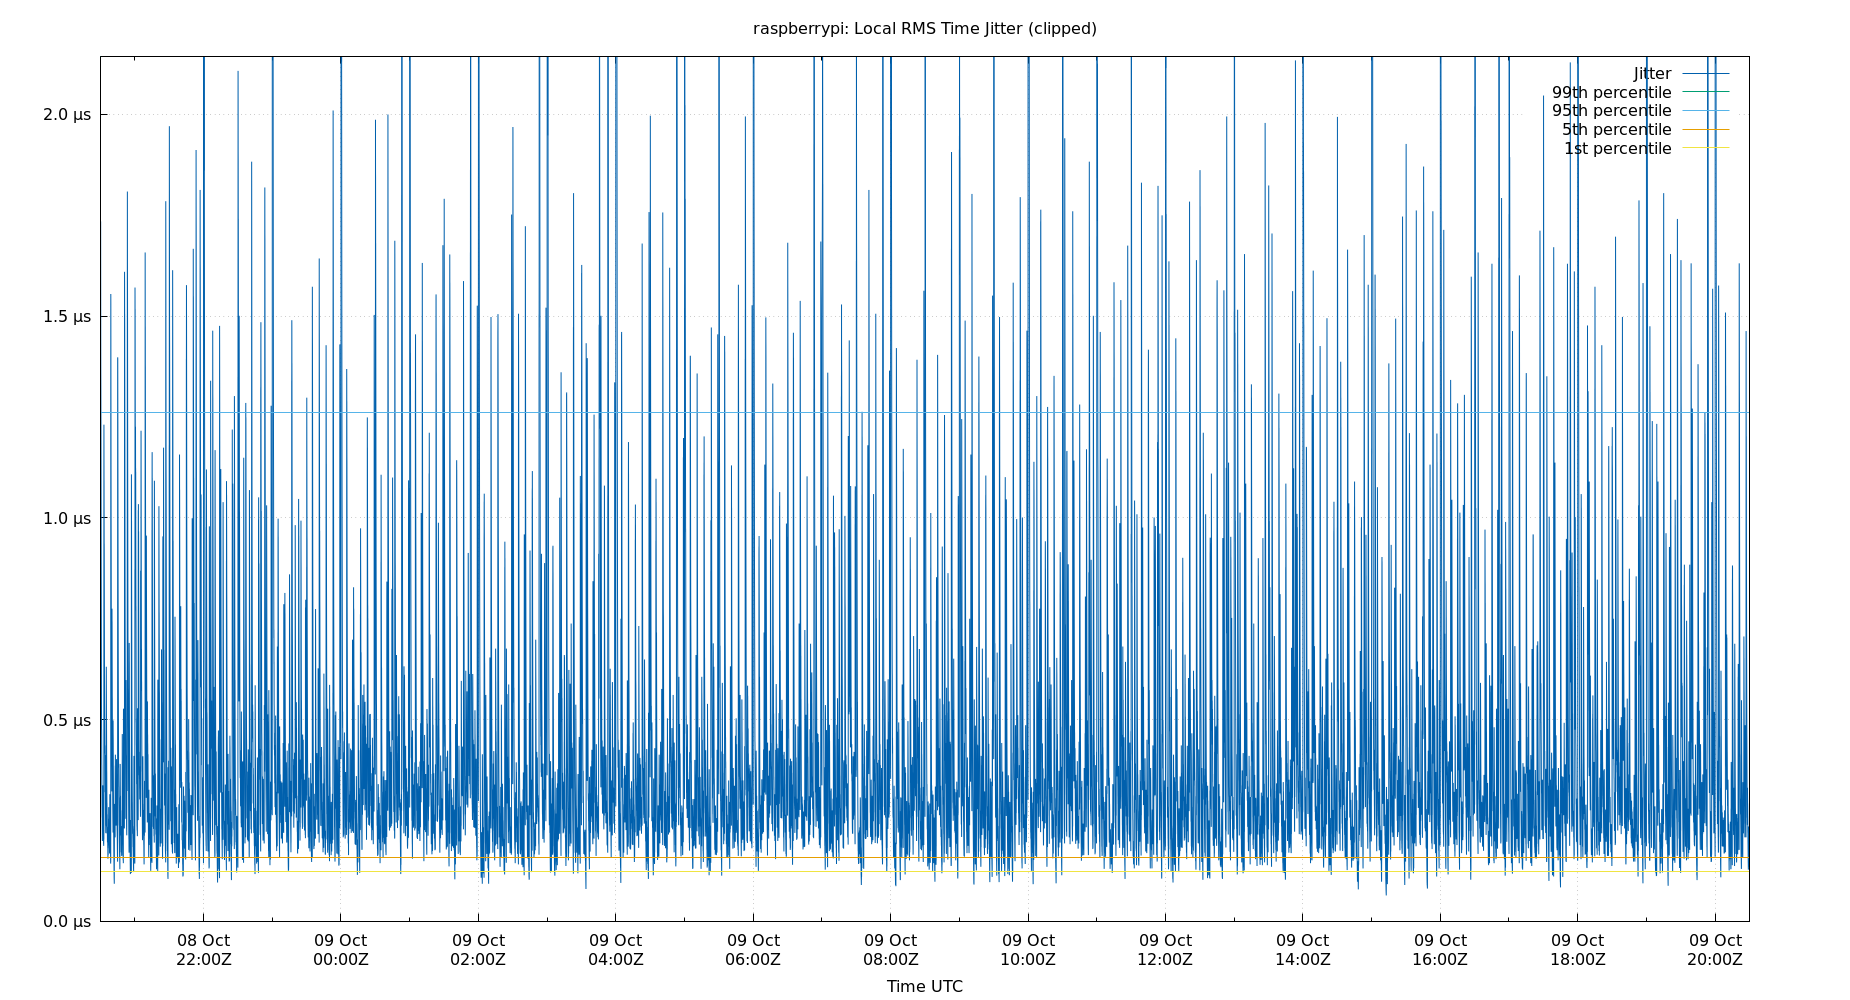 raspberrypi: Local RMS Time Jitter (clipped)
Jitter
99th percentile
95th percentile
5th percentile
1st percentile
2.0 µs
1.5 µs
1.0 µs
0.5 µs
0.0 µs
08 Oct 09 Oct 09 Oct 09 Oct 09 Oct 09 Oct 09 Oct 09 Oct 09 Oct 09 Oct 09 Oct 09 Oct
22:00Z 00:00Z 02:00Z 04:00Z 06:00Z 08:00Z 10:00Z 12:00Z 14:00Z 16:00Z 18:00Z 20:00Z
Time UTC